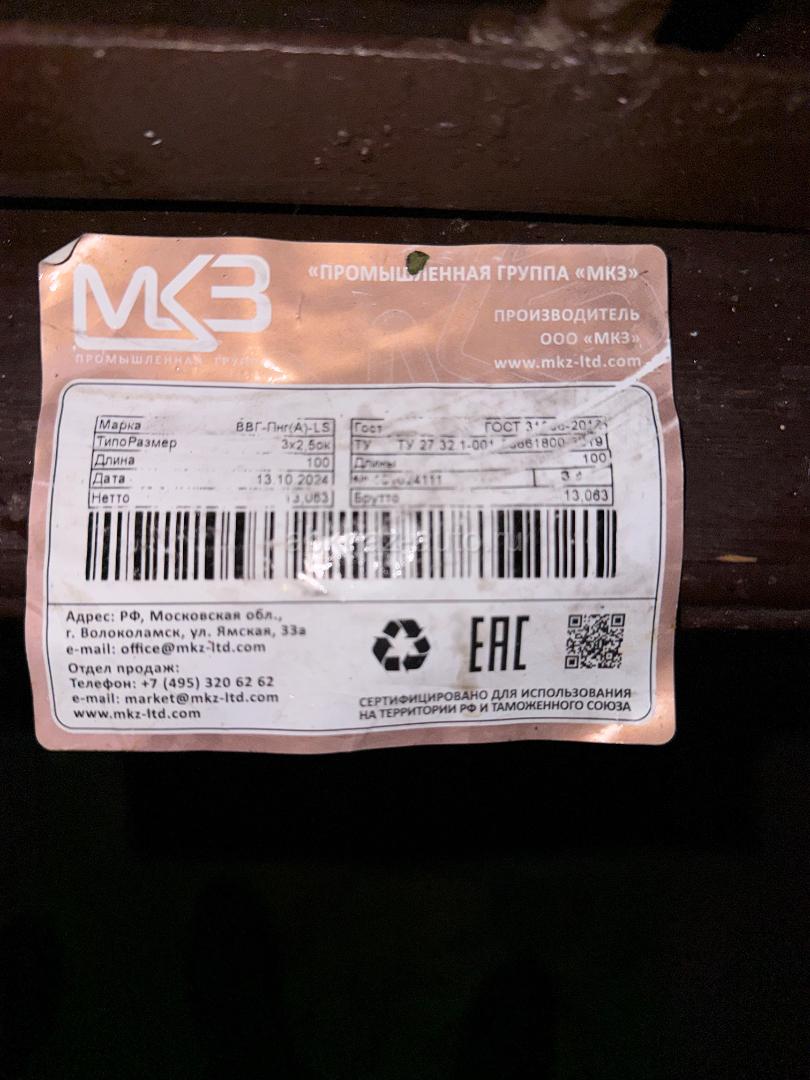 МКЗ
ПРОМЫШЛЕННАЯ
«ПРОМЫШЛЕННАЯ ГРУППА «МКЗ»
ПРОИЗВОДИТЕЛЬ
ООО «МКЗ»
www.mkz-ltd.com
Марка ВВГ-Пнг(А)-LS
ТипоРазмер 3х2,5ок
Длина 100
Дата 13.10.2024
Нетто 13,063
Гост ГОСТ
ТУ ТУ
Длины 100
Брутто 13,063
Адрес: РФ, Московская обл.,
г. Волоколамск, ул. Ямская, 33а
e-mail: office@mkz-ltd.com
Отдел продаж:
Телефон: +7 (495) 320 62 62
e-mail: market@mkz-ltd.com
www.mkz-ltd.com
EAC
СЕРТИФИЦИРОВАНО ДЛЯ ИСПОЛЬЗОВАНИЯ
НА ТЕРРИТОРИИ РФ И ТАМОЖЕННОГО СОЮЗА